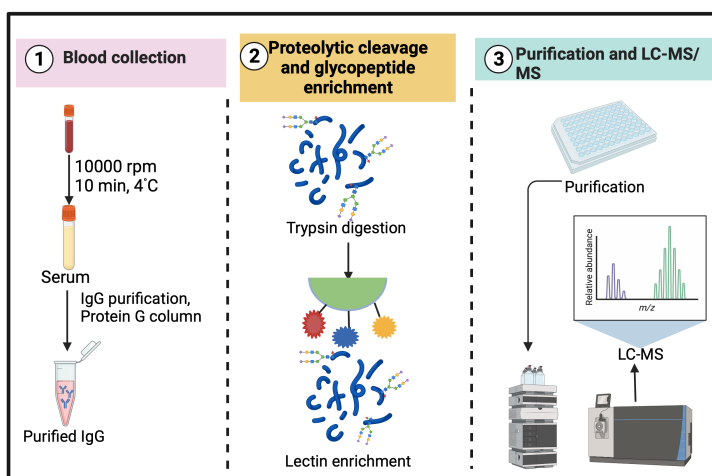 1
Blood collection
10000 rpm
10 min, 4°C
Serum
IgG purification,
Protein G column
Purified IgG
2
Proteolytic cleavage
and glycopeptide
enrichment
Trypsin digestion
Lectin enrichment
3
Purification and LC-MS/
MS
Purification
Relative abundance
m/z
LC-MS